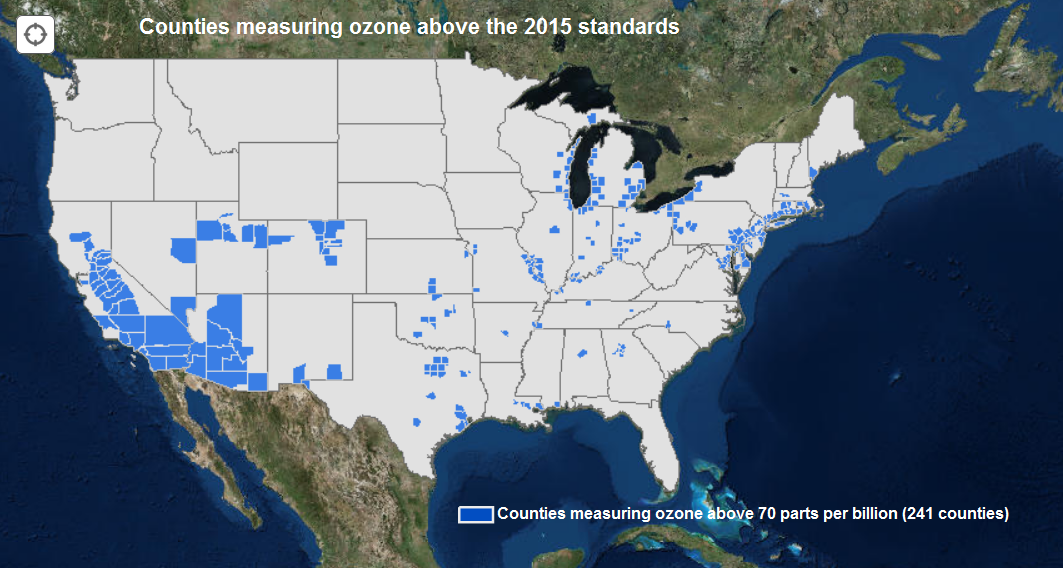 Counties measuring ozone above the 2015 standards
Counties measuring ozone above 70 parts per billion (241 counties)